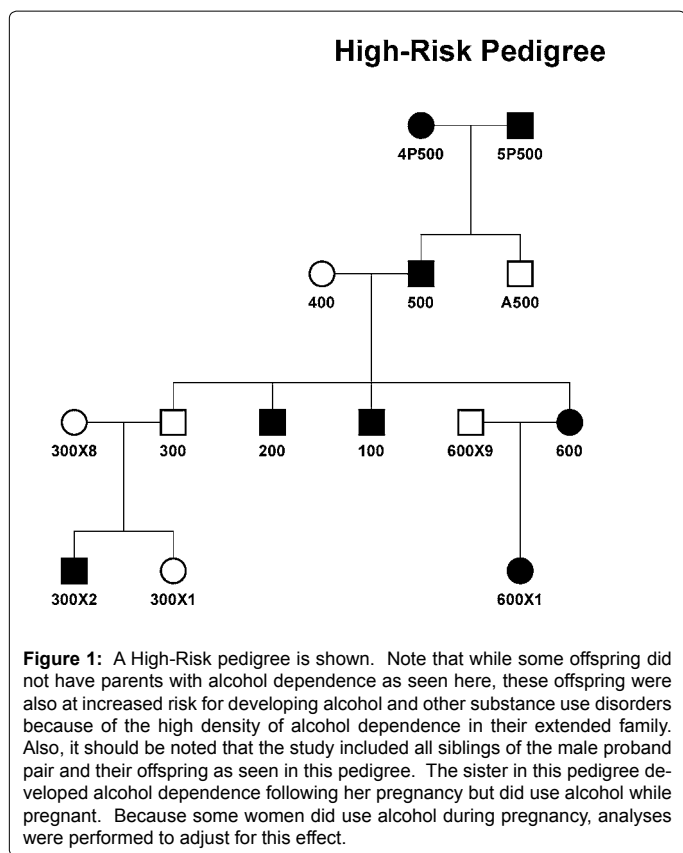 High-Risk Pedigree
4P500 5P500
400 500 A500
300X8 300 200 100 600X9 600
300X2 300X1 600X1
Figure 1: A High-Risk pedigree is shown. Note that while some offspring did
not have parents with alcohol dependence as seen here, these offspring were
also at increased risk for developing alcohol and other substance use disorders
because of the high density of alcohol dependence in their extended family.
Also, it should be noted that the study included all siblings of the male proband
pair and their offspring as seen in this pedigree. The sister in this pedigree de-
veloped alcohol dependence following her pregnancy but did use alcohol while
pregnant. Because some women did use alcohol during pregnancy, analyses
were performed to adjust for this effect.